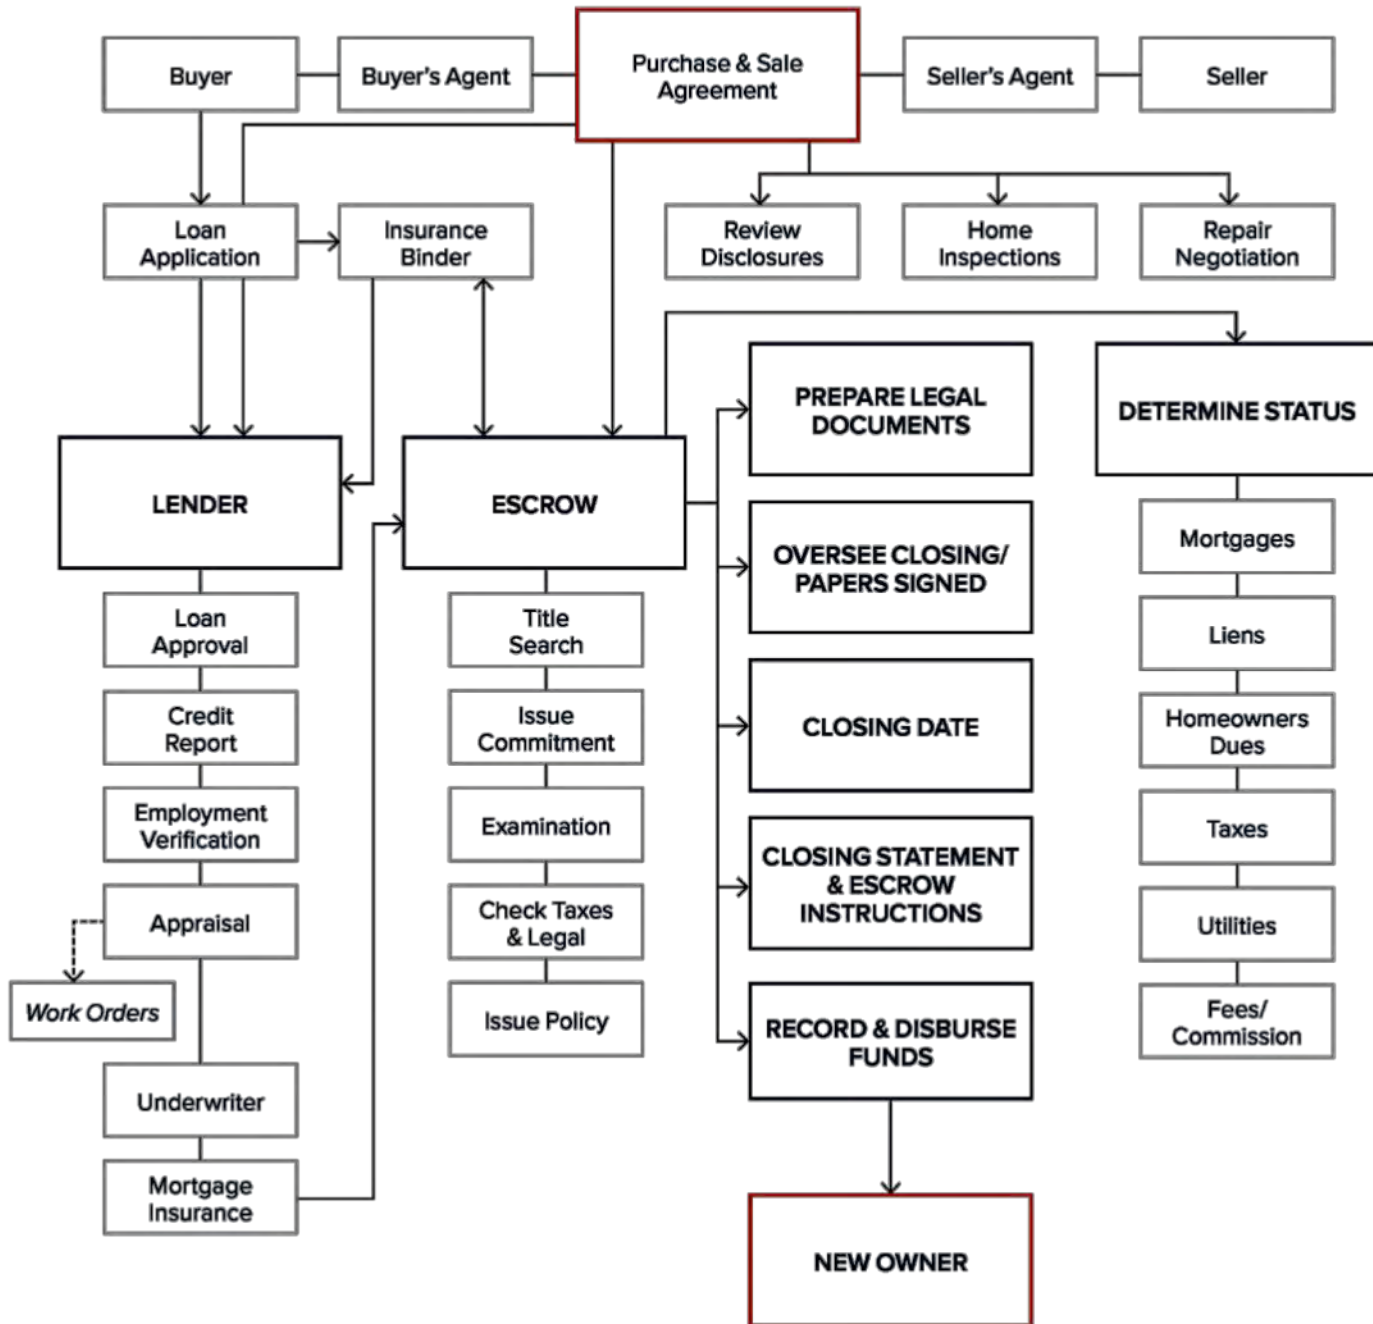 Buyer
Buyer's Agent
Purchase & Sale
Agreement
Seller's Agent
Seller
Loan
Application
Insurance
Binder
Review
Disclosures
Home
Inspections
Repair
Negotiation
LENDER
ESCROW
PREPARE LEGAL
DOCUMENTS
DETERMINE STATUS
Loan
Approval
Credit
Report
Employment
Verification
Appraisal
Work Orders
Underwriter
Mortgage
Insurance
Title
Search
Issue
Commitment
Examination
Check Taxes
& Legal
Issue Policy
OVERSEE CLOSING/
PAPERS SIGNED
CLOSING DATE
CLOSING STATEMENT
& ESCROW
INSTRUCTIONS
RECORD & DISBURSE
FUNDS
NEW OWNER
Mortgages
Liens
Homeowners
Dues
Taxes
Utilities
Fees/
Commission